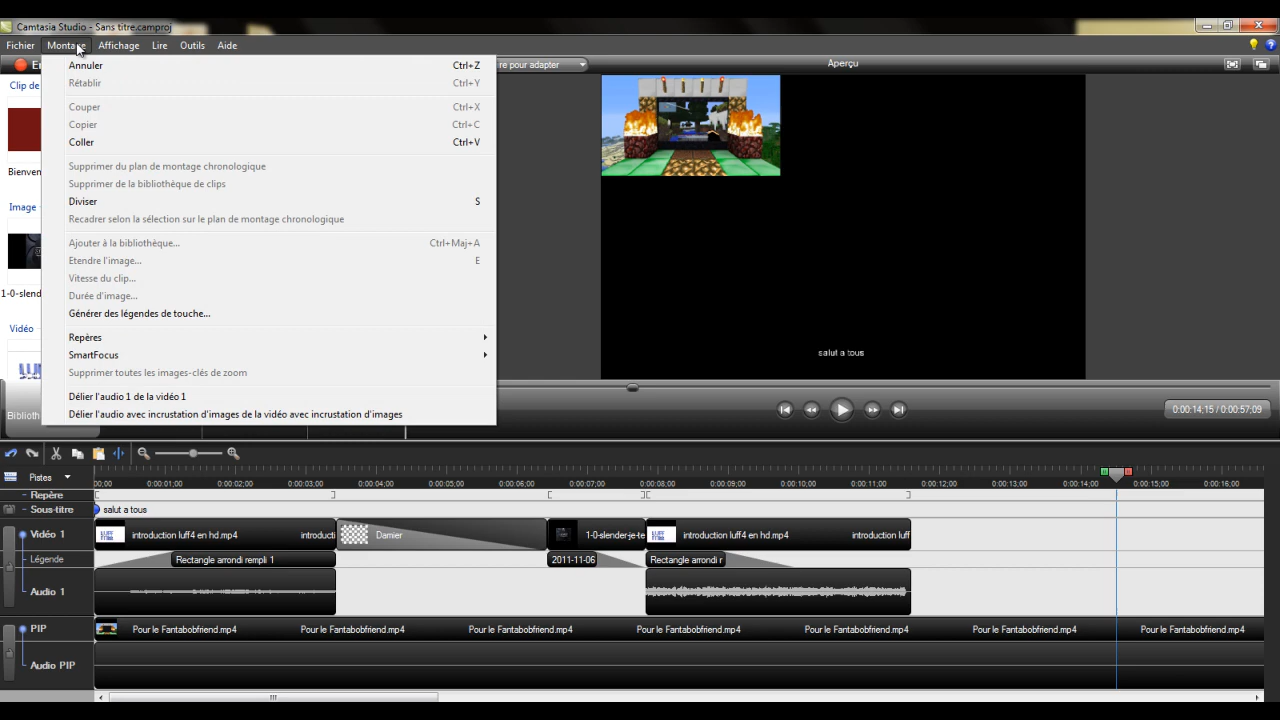 Camtasia Studio - Sans titre.camproj
Fichier Montage Affichage Lire Outils Aide
En
re pour adapter
Aperçu
Clip de
Bienven
Image
1-0-slend
Vidéo
Biblioth
Annuler Ctrl+Z
Rétablir Ctrl+Y
Couper Ctrl+X
Copier Ctrl+C
Coller Ctrl+V
Supprimer du plan de montage chronologique
Supprimer de la bibliothèque de clips
Diviser S
Recadrer selon la sélection sur le plan de montage chronologique
Ajouter à la bibliothèque... Ctrl+Maj+A
Etendre l'image... E
Vitesse du clip...
Durée d'image...
Générer des légendes de touche...
Repères
SmartFocus
Supprimer toutes les images-clés de zoom
Délier l'audio 1 de la vidéo 1
Délier l'audio avec incrustation d'images de la vidéo avec incrustation d'images
salut a tous
0:00:14;15 / 0:00:57;09
Pistes
00;00 0:00:01;00 0:00:02;00 0:00:03;00 0:00:04;00 0:00:05;00 0:00:06;00 0:00:07;00 0:00:08;00 0:00:09;00 0:00:10;00 0:00:11;00 0:00:12;00 0:00:13;00 0:00:14;00 0:00:15;00 0:00:16;00
Repère
Sous-titre salut a tous
Vidéo 1 introduction luff4 en hd.mp4 introducti Damier 1-0-slender-je-te introduction luff4 en hd.mp4 introduction luff
Légende Rectangle arrondi rempli 1 2011-11-06 Rectangle arrondi r
Audio 1
PIP Pour le Fantabobfriend.mp4 Pour le Fantabobfriend.mp4 Pour le Fantabobfriend.mp4 Pour le Fantabobfriend.mp4 Pour le Fantabobfriend.mp4 Pour le Fantabobfriend.mp4 Pour le Fantabobfriend.mp4
Audio PIP